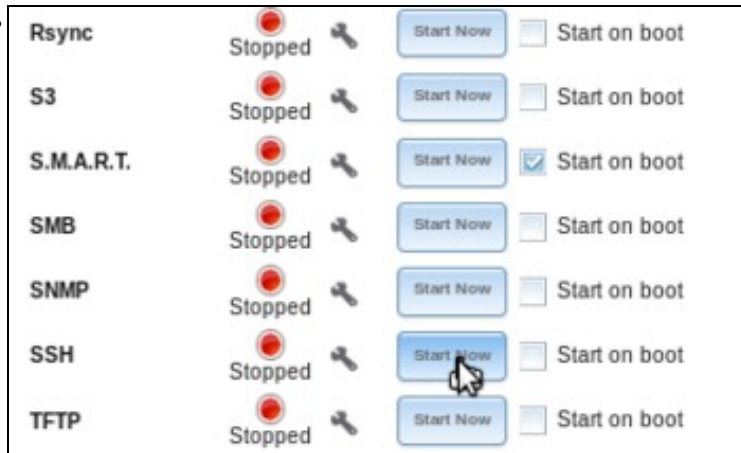 Rsync Stopped Start Now Start on boot
S3 Stopped Start Now Start on boot
S.M.A.R.T. Stopped Start Now Start on boot
SMB Stopped Start Now Start on boot
SNMP Stopped Start Now Start on boot
SSH Stopped Start Now Start on boot
TFTP Stopped Start Now Start on boot